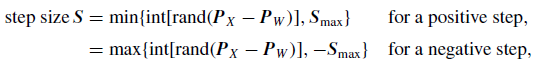 step size S = min{int[rand(P_X − P_W)], S_max} for a positive step,
= max{int[rand(P_X − P_W)], −S_max} for a negative step,